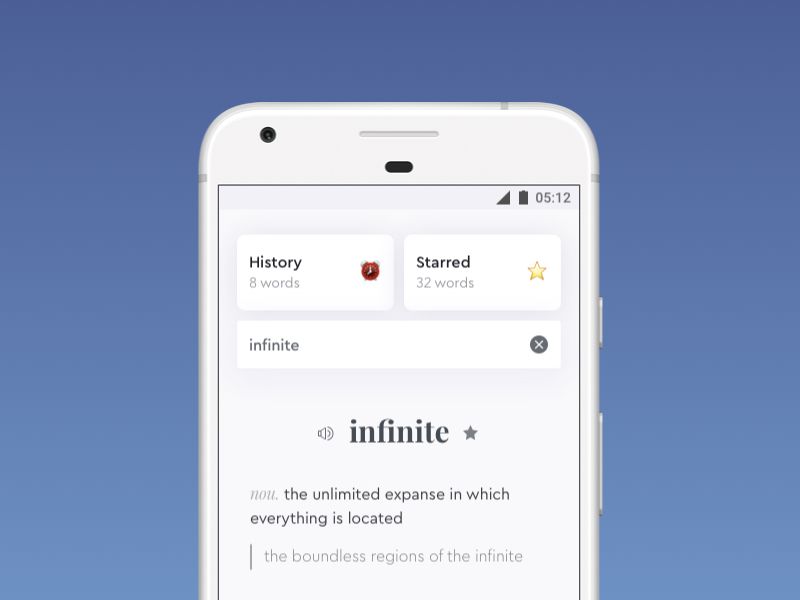 05:12
History
8 words
Starred
32 words
infinite
infinite
nou. the unlimited expanse in which
everything is located
the boundless regions of the infinite